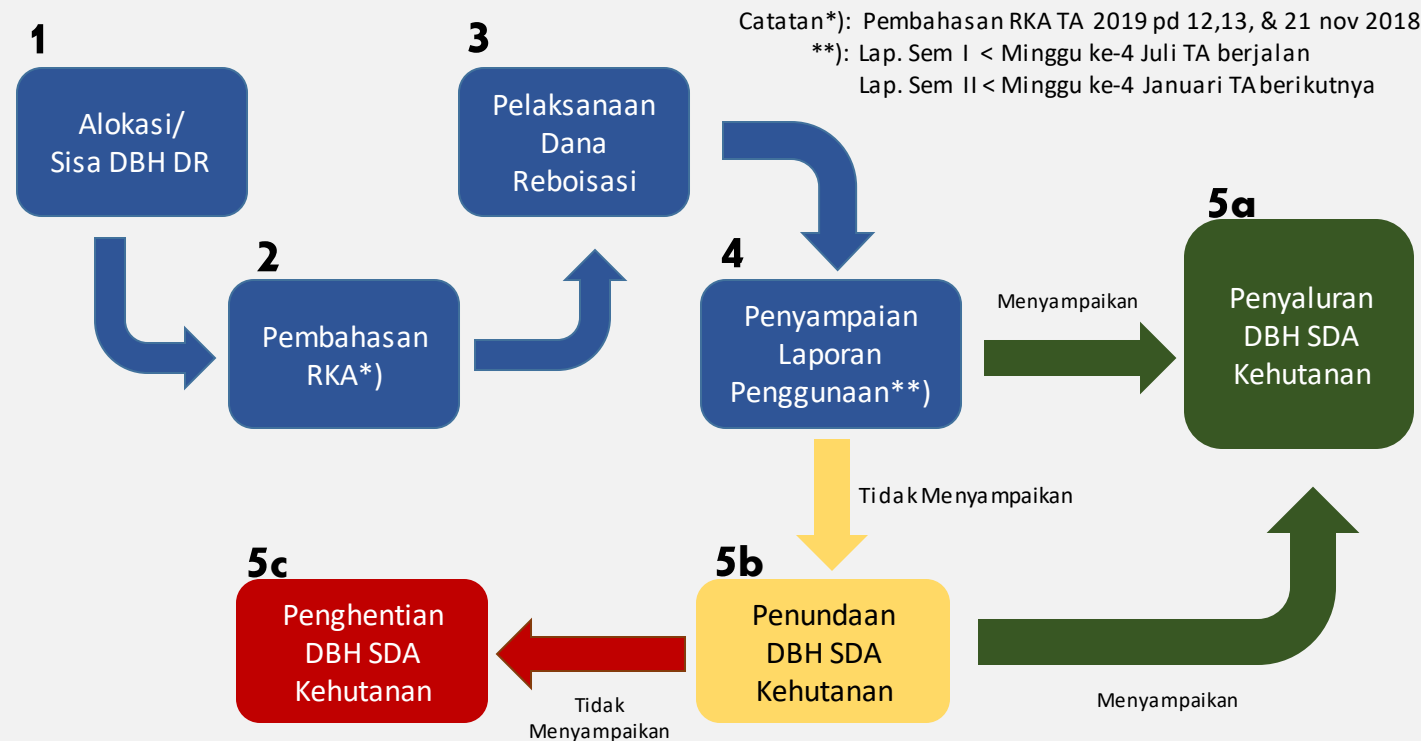 Catatan*): Pembahasan RKA TA 2019 pd 12,13, & 21 nov 2018
**): Lap. Sem I < Minggu ke-4 Juli TA berjalan
Lap. Sem II < Minggu ke-4 Januari TA berikutnya
1
Alokasi/
Sisa DBH DR
2
Pembahasan
RKA*)
3
Pelaksanaan
Dana
Reboisasi
4
Penyampaian
Laporan
Penggunaan**)
Menyampaikan
5a
Penyaluran
DBH SDA
Kehutanan
Tidak Menyampaikan
5b
Penundaan
DBH SDA
Kehutanan
Menyampaikan
5c
Penghentian
DBH SDA
Kehutanan
Tidak
Menyampaikan